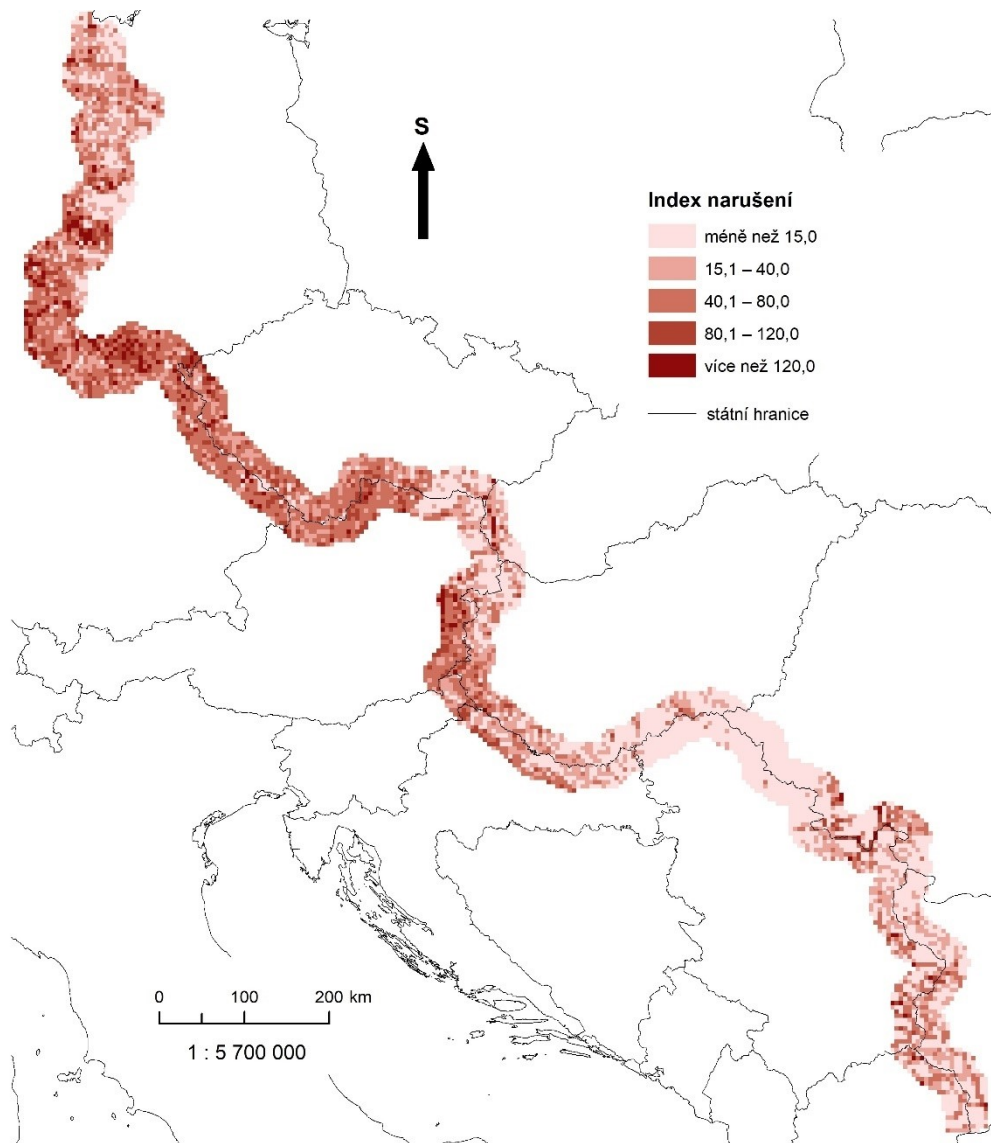 S
Index narušení
méně než 15,0
15,1 – 40,0
40,1 – 80,0
80,1 – 120,0
více než 120,0
státní hranice
0 100 200 km
1 : 5 700 000